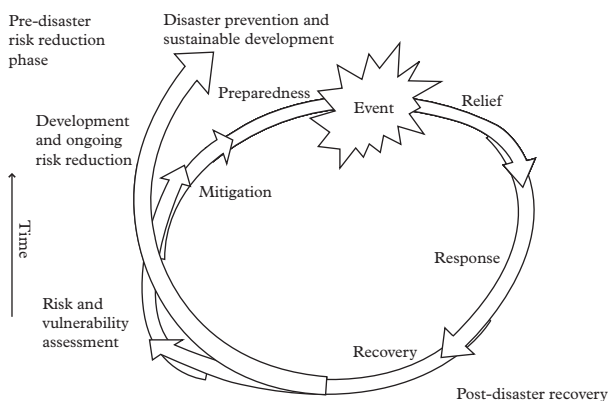 Pre-disaster
risk reduction
phase
Disaster prevention and
sustainable development
Preparedness
Event
Relief
Development
and ongoing
risk reduction
Mitigation
Time
Response
Risk and
vulnerability
assessment
Recovery
Post-disaster recovery